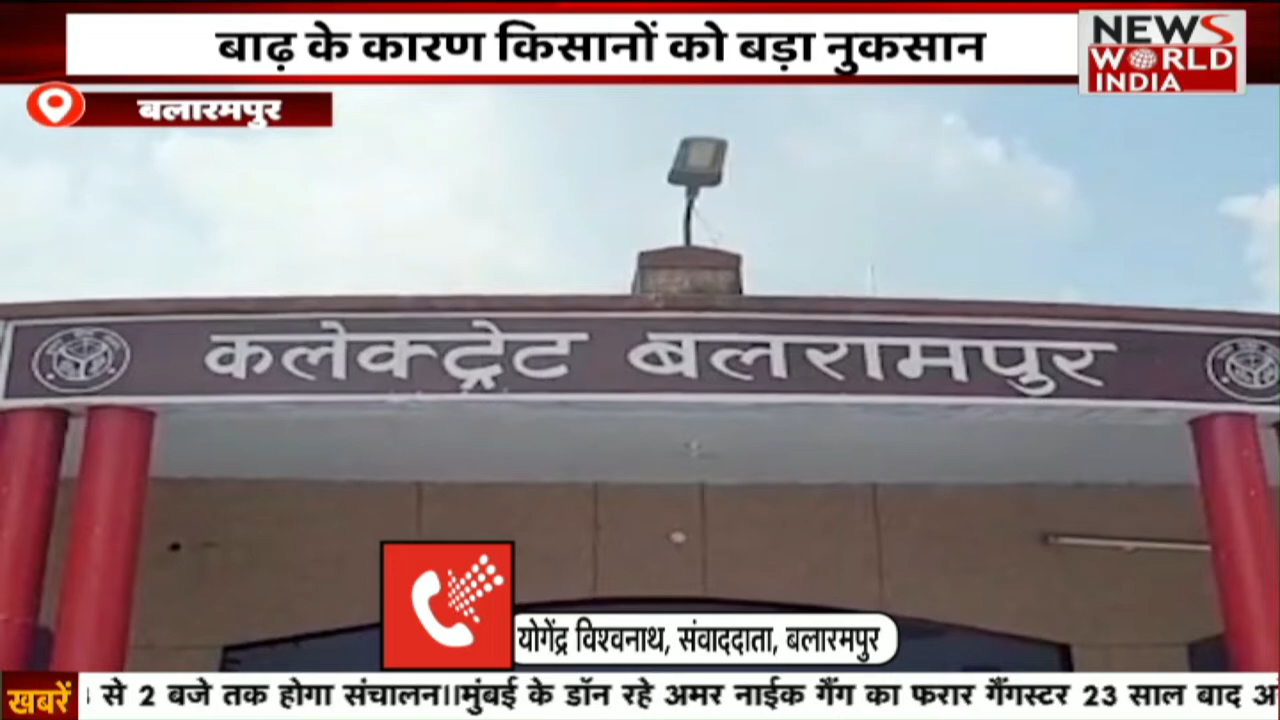 बाढ़ के कारण किसानों को बड़ा नुकसान
NEWS
WORLD
INDIA
बलारमपुर
कलेक्ट्रेट बलरामपुर
योगेंद्र विश्वनाथ, संवाददाता, बलारमपुर
खबरें
से 2 बजे तक होगा संचालन॥मुंबई के डॉन रहे अमर नाईक गैंग का फरार गैंगस्टर 23 साल बाद